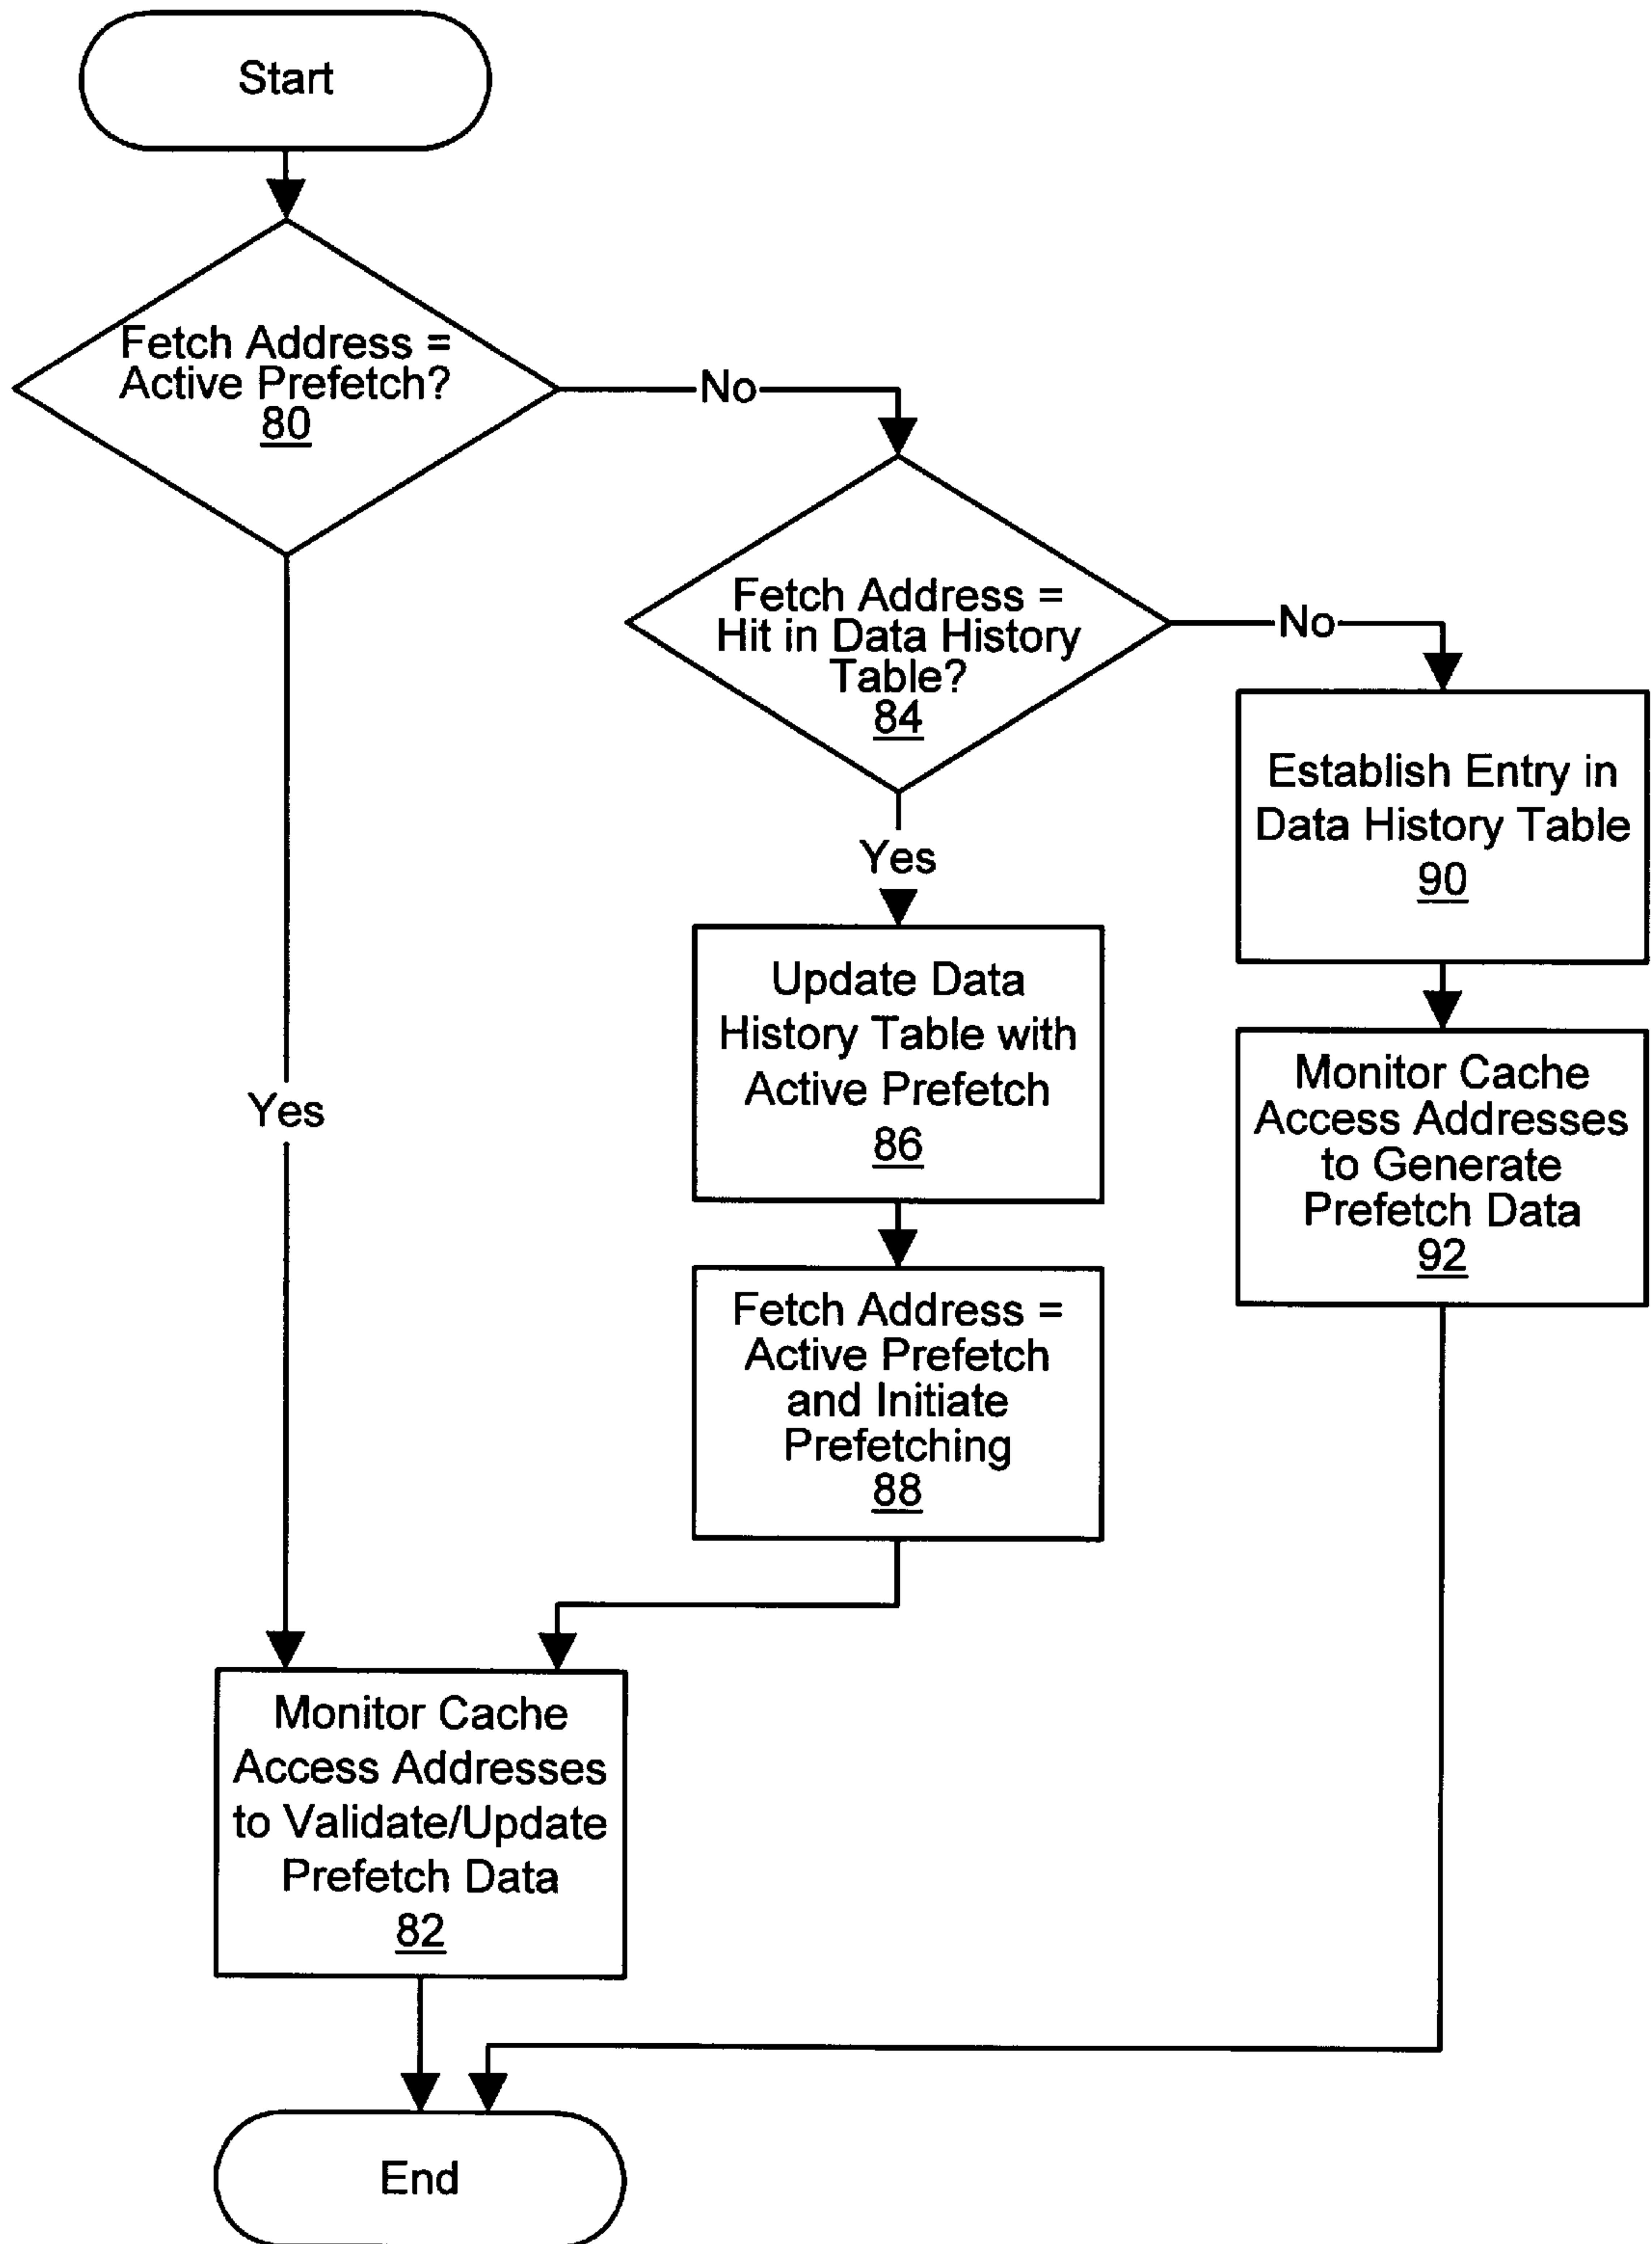 Start
Fetch Address =
Active Prefetch?
80
No
Fetch Address =
Hit in Data History
Table?
84
No
Establish Entry in
Data History Table
90
Yes
Update Data
History Table with
Active Prefetch
86
Monitor Cache
Access Addresses
to Generate
Prefetch Data
92
Yes
Fetch Address =
Active Prefetch
and Initiate
Prefetching
88
Monitor Cache
Access Addresses
to Validate/Update
Prefetch Data
82
End